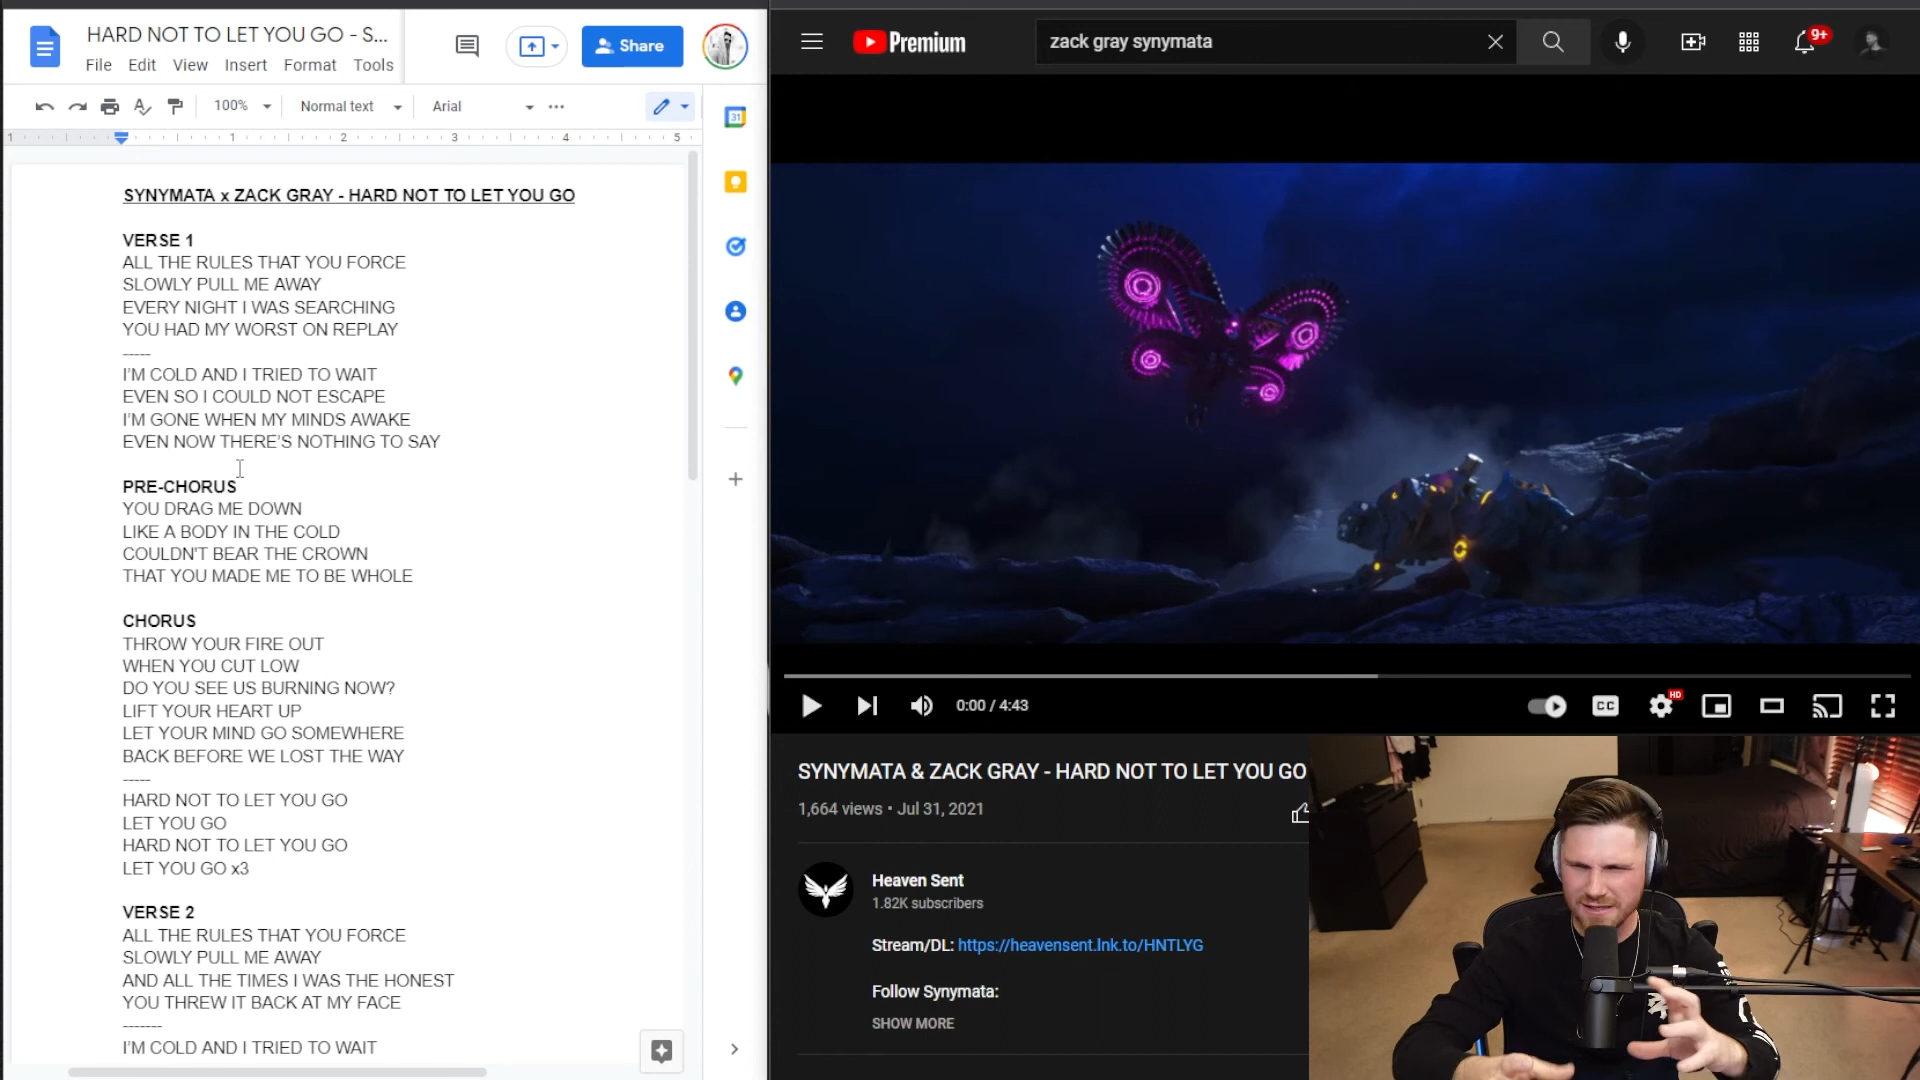 HARD NOT TO LET YOU GO - S...
File Edit View Insert Format Tools
Share
100% Normal text Arial
1 1 2 3 4 5
SYNYMATA x ZACK GRAY - HARD NOT TO LET YOU GO
VERSE 1
ALL THE RULES THAT YOU FORCE
SLOWLY PULL ME AWAY
EVERY NIGHT I WAS SEARCHING
YOU HAD MY WORST ON REPLAY
-----
I'M COLD AND I TRIED TO WAIT
EVEN SO I COULD NOT ESCAPE
I'M GONE WHEN MY MINDS AWAKE
EVEN NOW THERE'S NOTHING TO SAY
PRE-CHORUS
YOU DRAG ME DOWN
LIKE A BODY IN THE COLD
COULDN'T BEAR THE CROWN
THAT YOU MADE ME TO BE WHOLE
CHORUS
THROW YOUR FIRE OUT
WHEN YOU CUT LOW
DO YOU SEE US BURNING NOW?
LIFT YOUR HEART UP
LET YOUR MIND GO SOMEWHERE
BACK BEFORE WE LOST THE WAY
-----
HARD NOT TO LET YOU GO
LET YOU GO
HARD NOT TO LET YOU GO
LET YOU GO x3
VERSE 2
ALL THE RULES THAT YOU FORCE
SLOWLY PULL ME AWAY
AND ALL THE TIMES I WAS THE HONEST
YOU THREW IT BACK AT MY FACE
-------
I'M COLD AND I TRIED TO WAIT
31
Premium
zack gray synymata
9+
0:00 / 4:43
CC
HD
SYNYMATA & ZACK GRAY - HARD NOT TO LET YOU GO
1,664 views • Jul 31, 2021
Heaven Sent
1.82K subscribers
Stream/DL: https://heavensent.lnk.to/HNTLYG
Follow Synymata:
SHOW MORE